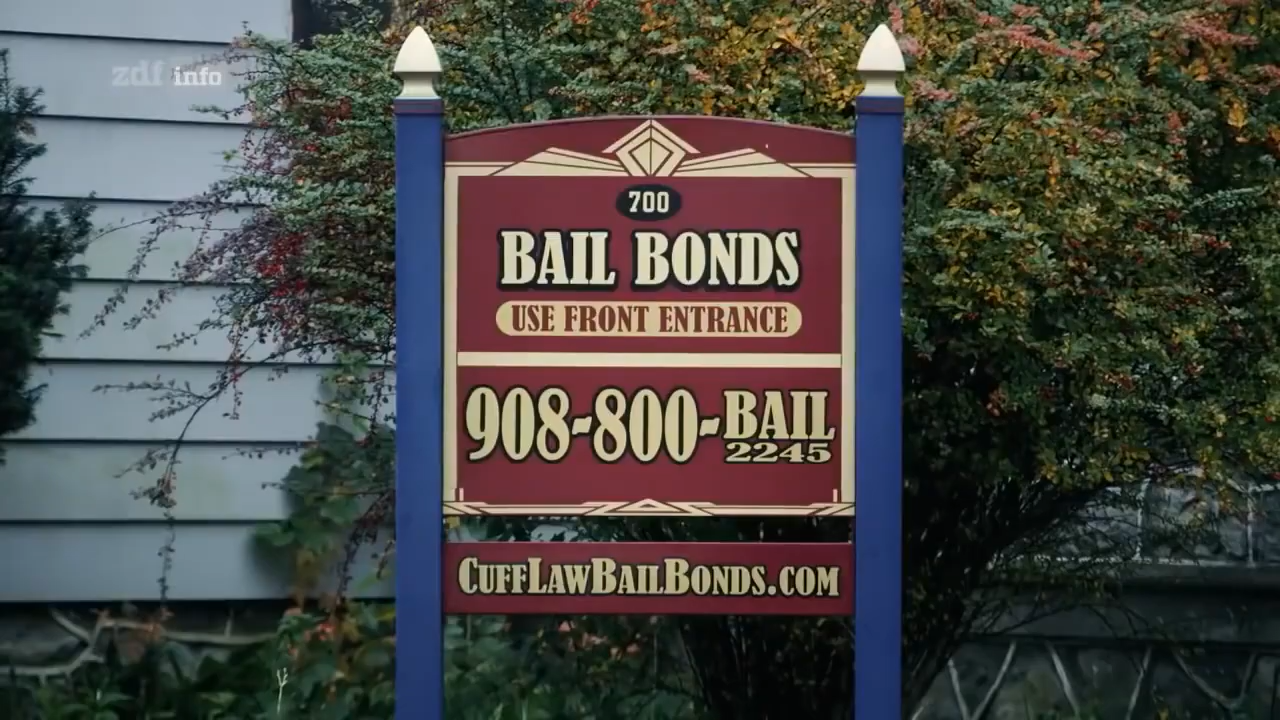 zdf info
700
BAIL BONDS
USE FRONT ENTRANCE
908-800-BAIL
2245
CUFFLAWBAILBONDS.COM